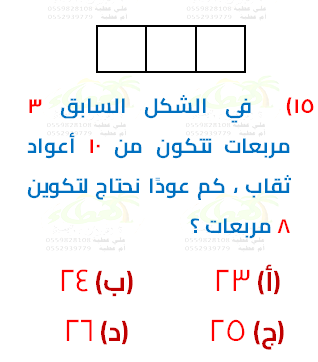 ١٥) في الشكل السابق ٣
مربعات تتكون من ١٠ أعواد
ثقاب ، كم عودًا نحتاج لتكوين
٨ مربعات ؟
(أ) ٢٣ (ب) ٢٤
(ج) ٢٥ (د) ٢٦